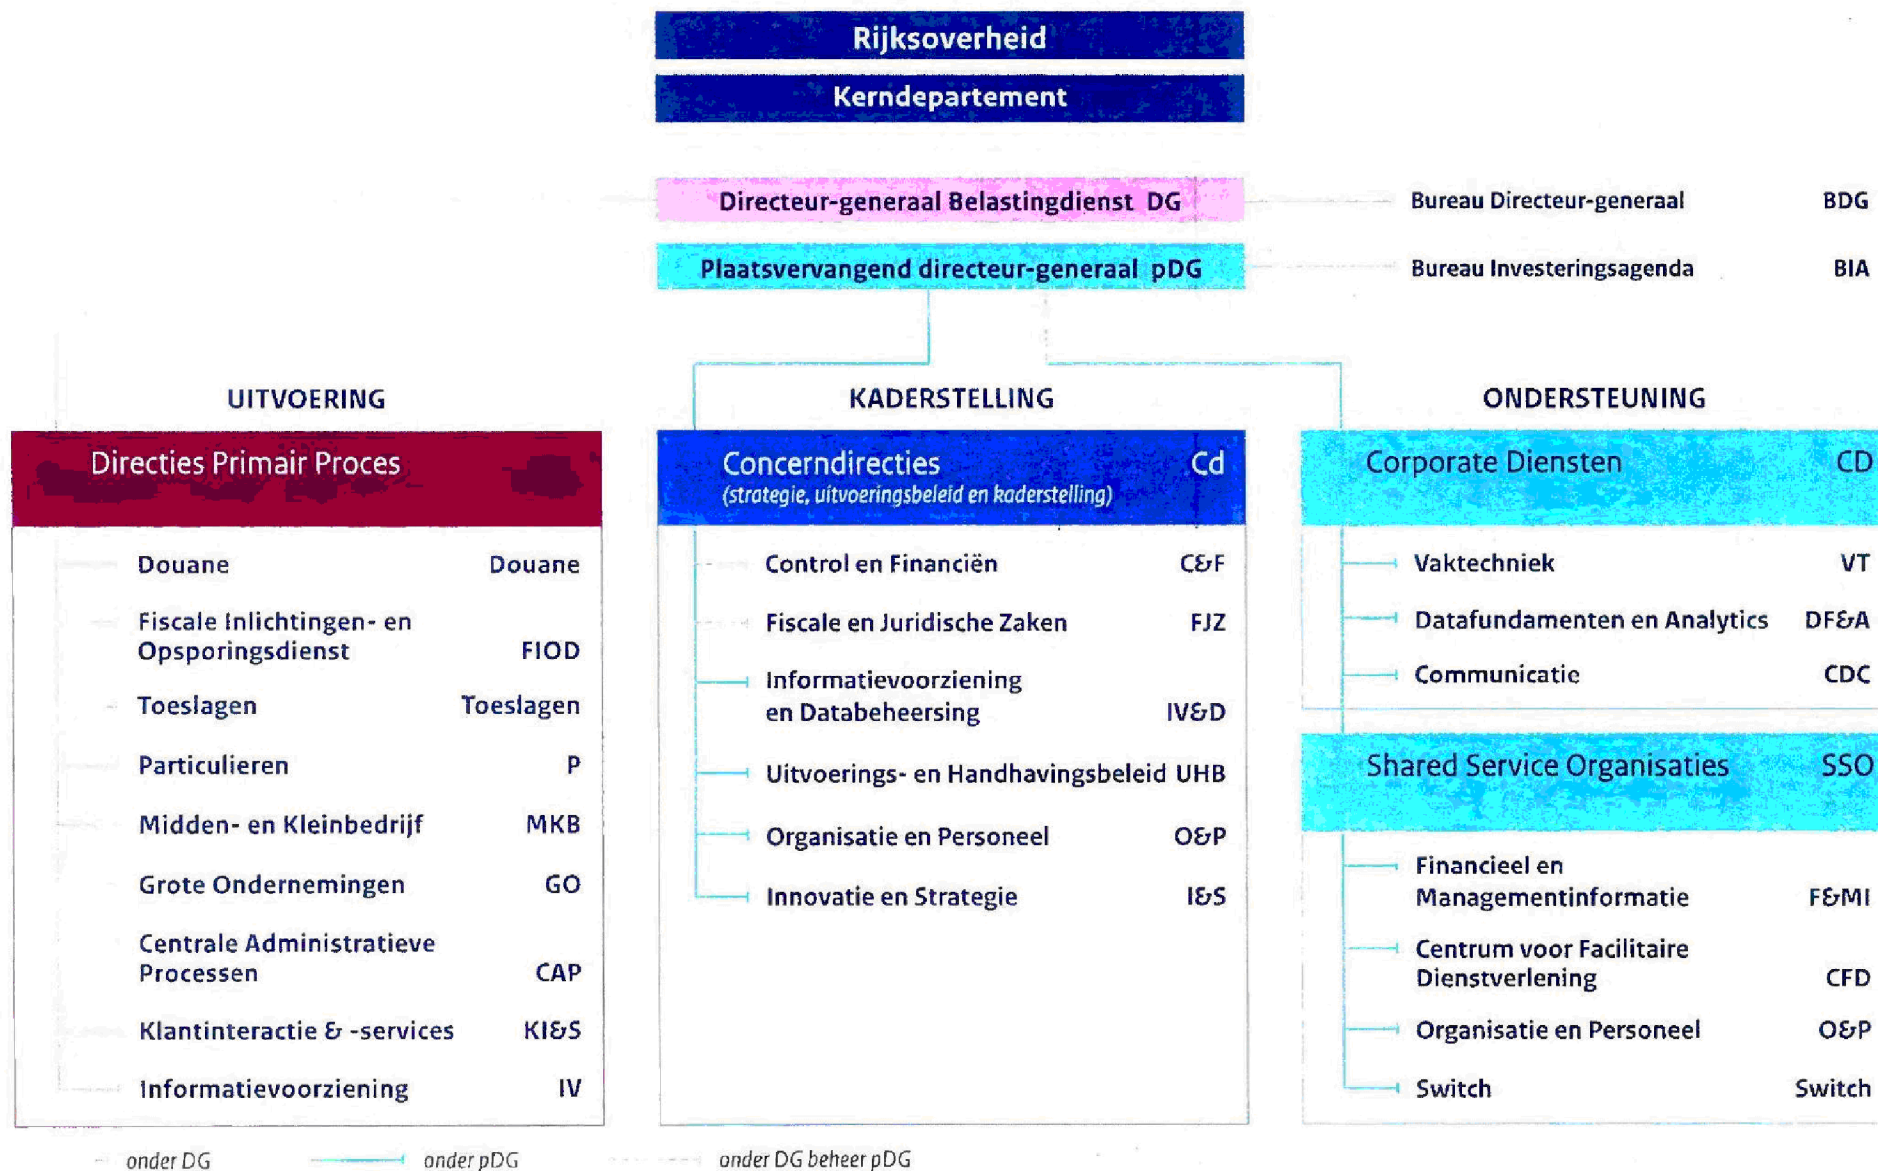 Rijksoverheid
Kerndepartement
Directeur-generaal Belastingdienst DG
Bureau Directeur-generaal BDG
Plaatsvervangend directeur-generaal pDG
Bureau Investeringsagenda BIA
UITVOERING
Directies Primair Proces
Douane Douane
Fiscale Inlichtingen- en
Opsporingsdienst FIOD
Toeslagen Toeslagen
Particulieren P
Midden- en Kleinbedrijf MKB
Grote Ondernemingen GO
Centrale Administratieve
Processen CAP
Klantinteractie & -services KI&S
Informatievoorziening IV
KADERSTELLING
Concerndirecties Cd
(strategie, uitvoeringsbeleid en kaderstelling)
Control en Financiën C&F
Fiscale en Juridische Zaken FJZ
Informatievoorziening
en Databeheersing IV&D
Uitvoerings- en Handhavingsbeleid UHB
Organisatie en Personeel O&P
Innovatie en Strategie I&S
ONDERSTEUNING
Corporate Diensten CD
Vaktechniek VT
Datafundamenten en Analytics DF&A
Communicatie CDC
Shared Service Organisaties SSO
Financieel en
Managementinformatie F&MI
Centrum voor Facilitaire
Dienstverlening CFD
Organisatie en Personeel O&P
Switch Switch
onder DG onder pDG onder DG beheer pDG